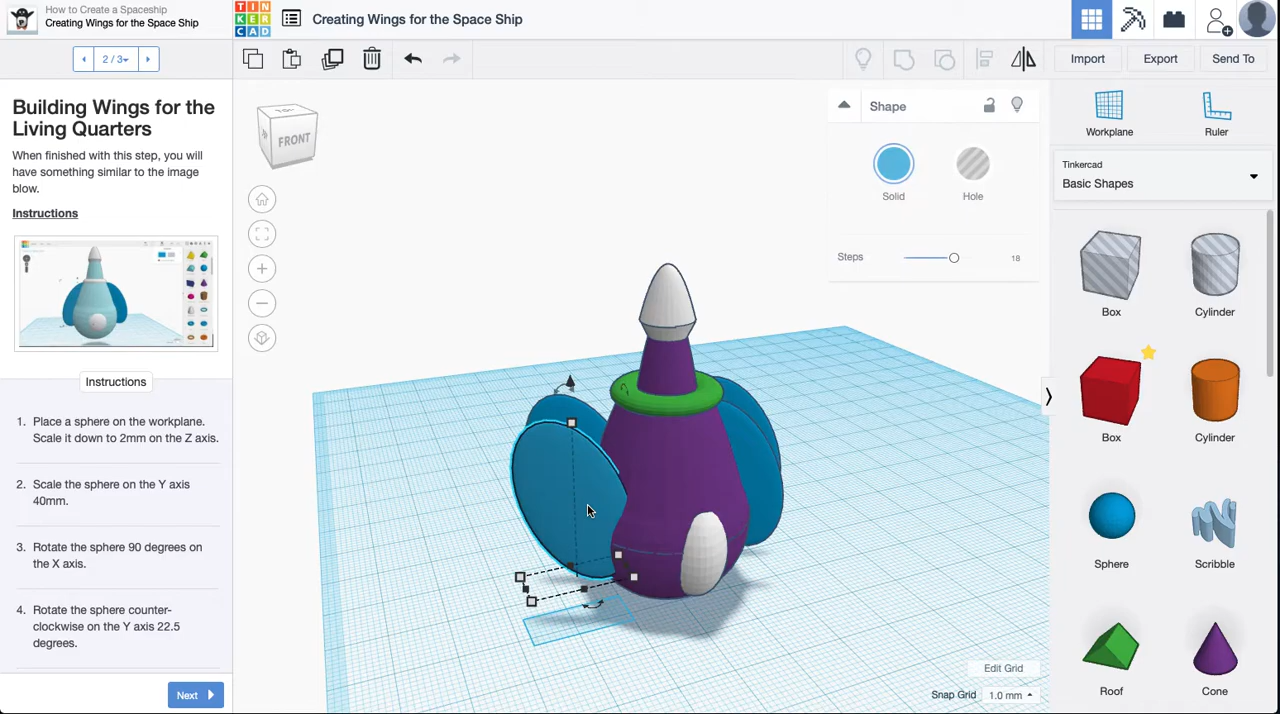 How to Create a Spaceship
Creating Wings for the Space Ship
TIN
KER
CAD
Creating Wings for the Space Ship
2 / 3
Import
Export
Send To
Building Wings for the
Living Quarters
When finished with this step, you will
have something similar to the image
blow.
Instructions
Instructions
1. Place a sphere on the workplane.
Scale it down to 2mm on the Z axis.
2. Scale the sphere on the Y axis
40mm.
3. Rotate the sphere 90 degrees on
the X axis.
4. Rotate the sphere counter-
clockwise on the Y axis 22.5
degrees.
Next
TOP
FRONT
Shape
Solid
Hole
Steps
18
Edit Grid
Snap Grid
1.0 mm
Workplane
Ruler
Tinkercad
Basic Shapes
Box
Cylinder
Box
Cylinder
Sphere
Scribble
Roof
Cone